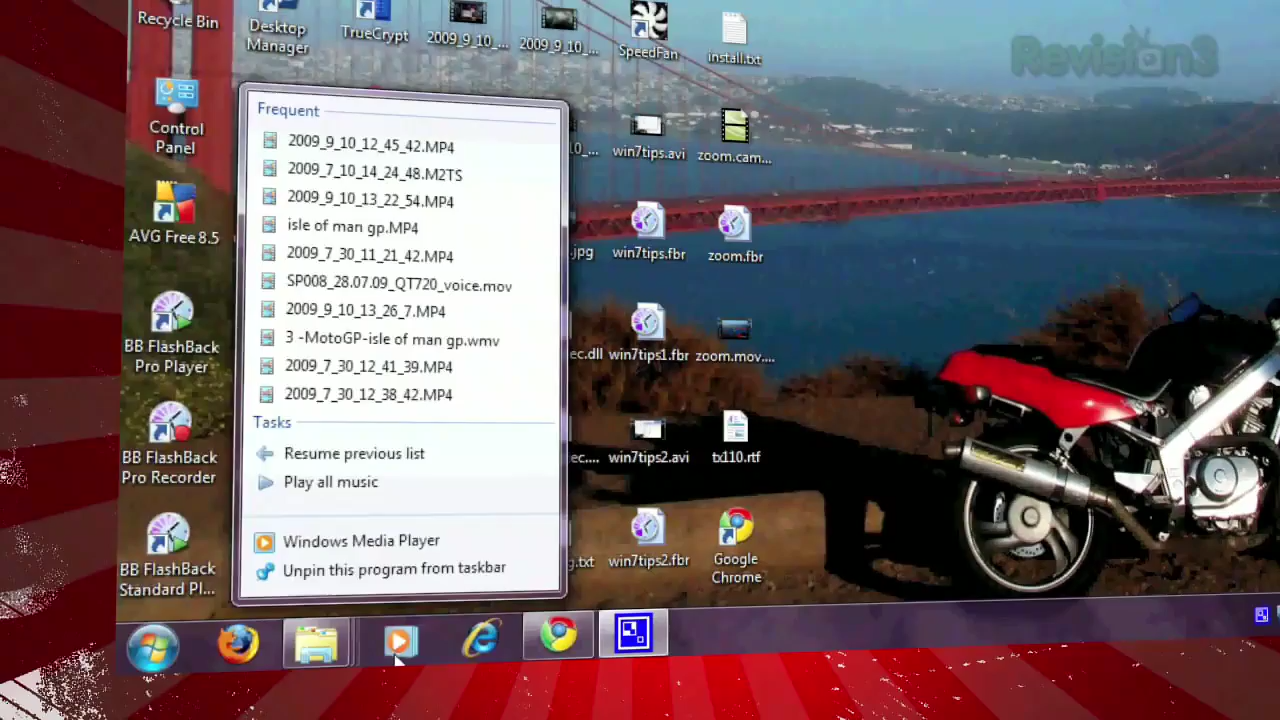 Recycle Bin
Desktop
Manager
TrueCrypt
2009_9_10_...
2009_9_10_...
SpeedFan
install.txt
Revision3
Control
Panel
Frequent
2009_9_10_12_45_42.MP4
2009_7_10_14_24_48.M2TS
2009_9_10_13_22_54.MP4
isle of man gp.MP4
2009_7_30_11_21_42.MP4
SP008_28.07.09_QT720_voice.mov
2009_9_10_13_26_7.MP4
3 -MotoGP-isle of man gp.wmv
2009_7_30_12_41_39.MP4
2009_7_30_12_38_42.MP4
Tasks
Resume previous list
Play all music
Windows Media Player
Unpin this program from taskbar
10_...
win7tips.avi
zoom.cam...
AVG Free 8.5
.jpg
win7tips.fbr
zoom.fbr
BB FlashBack
Pro Player
ec.dll
win7tips1.fbr
zoom.mov....
BB FlashBack
Pro Recorder
ec....
win7tips2.avi
tx110.rtf
BB FlashBack
Standard Pl...
g.txt
win7tips2.fbr
Google
Chrome